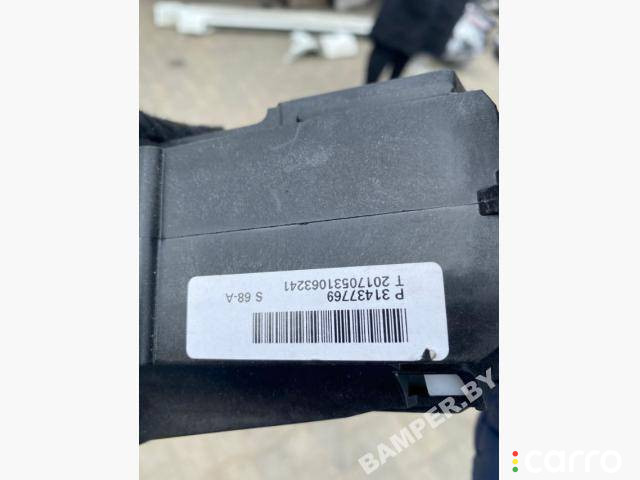 P 31437769
T 20170531063241
S 68-A
BAMPER.BY
carro